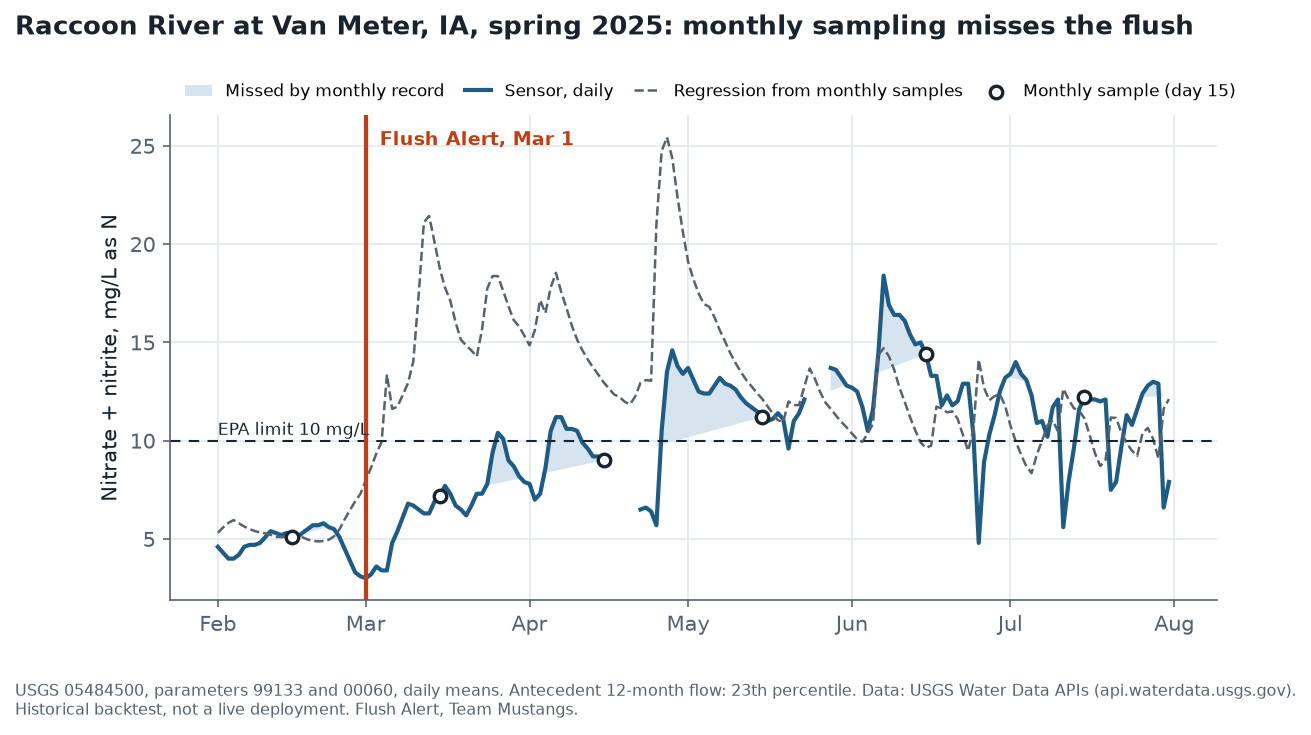 Raccoon River at Van Meter, IA, spring 2025: monthly sampling misses the flush
Missed by monthly record
Sensor, daily
Regression from monthly samples
Monthly sample (day 15)
Flush Alert, Mar 1
EPA limit 10 mg/L
Nitrate + nitrite, mg/L as N
25
20
15
10
5
Feb
Mar
Apr
May
Jun
Jul
Aug
USGS 05484500, parameters 99133 and 00060, daily means. Antecedent 12-month flow: 23th percentile. Data: USGS Water Data APIs (api.waterdata.usgs.gov).
Historical backtest, not a live deployment. Flush Alert, Team Mustangs.